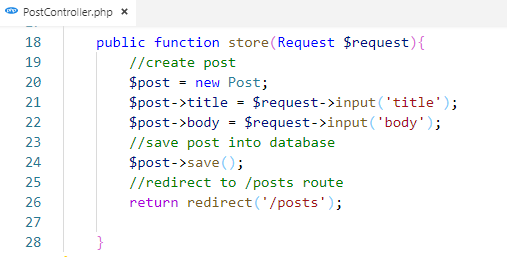 php PostController.php ×
18 public function store(Request $request){
19 //create post
20 $post = new Post;
21 $post->title = $request->input('title');
22 $post->body = $request->input('body');
23 //save post into database
24 $post->save();
25 //redirect to /posts route
26 return redirect('/posts');
27
28 }